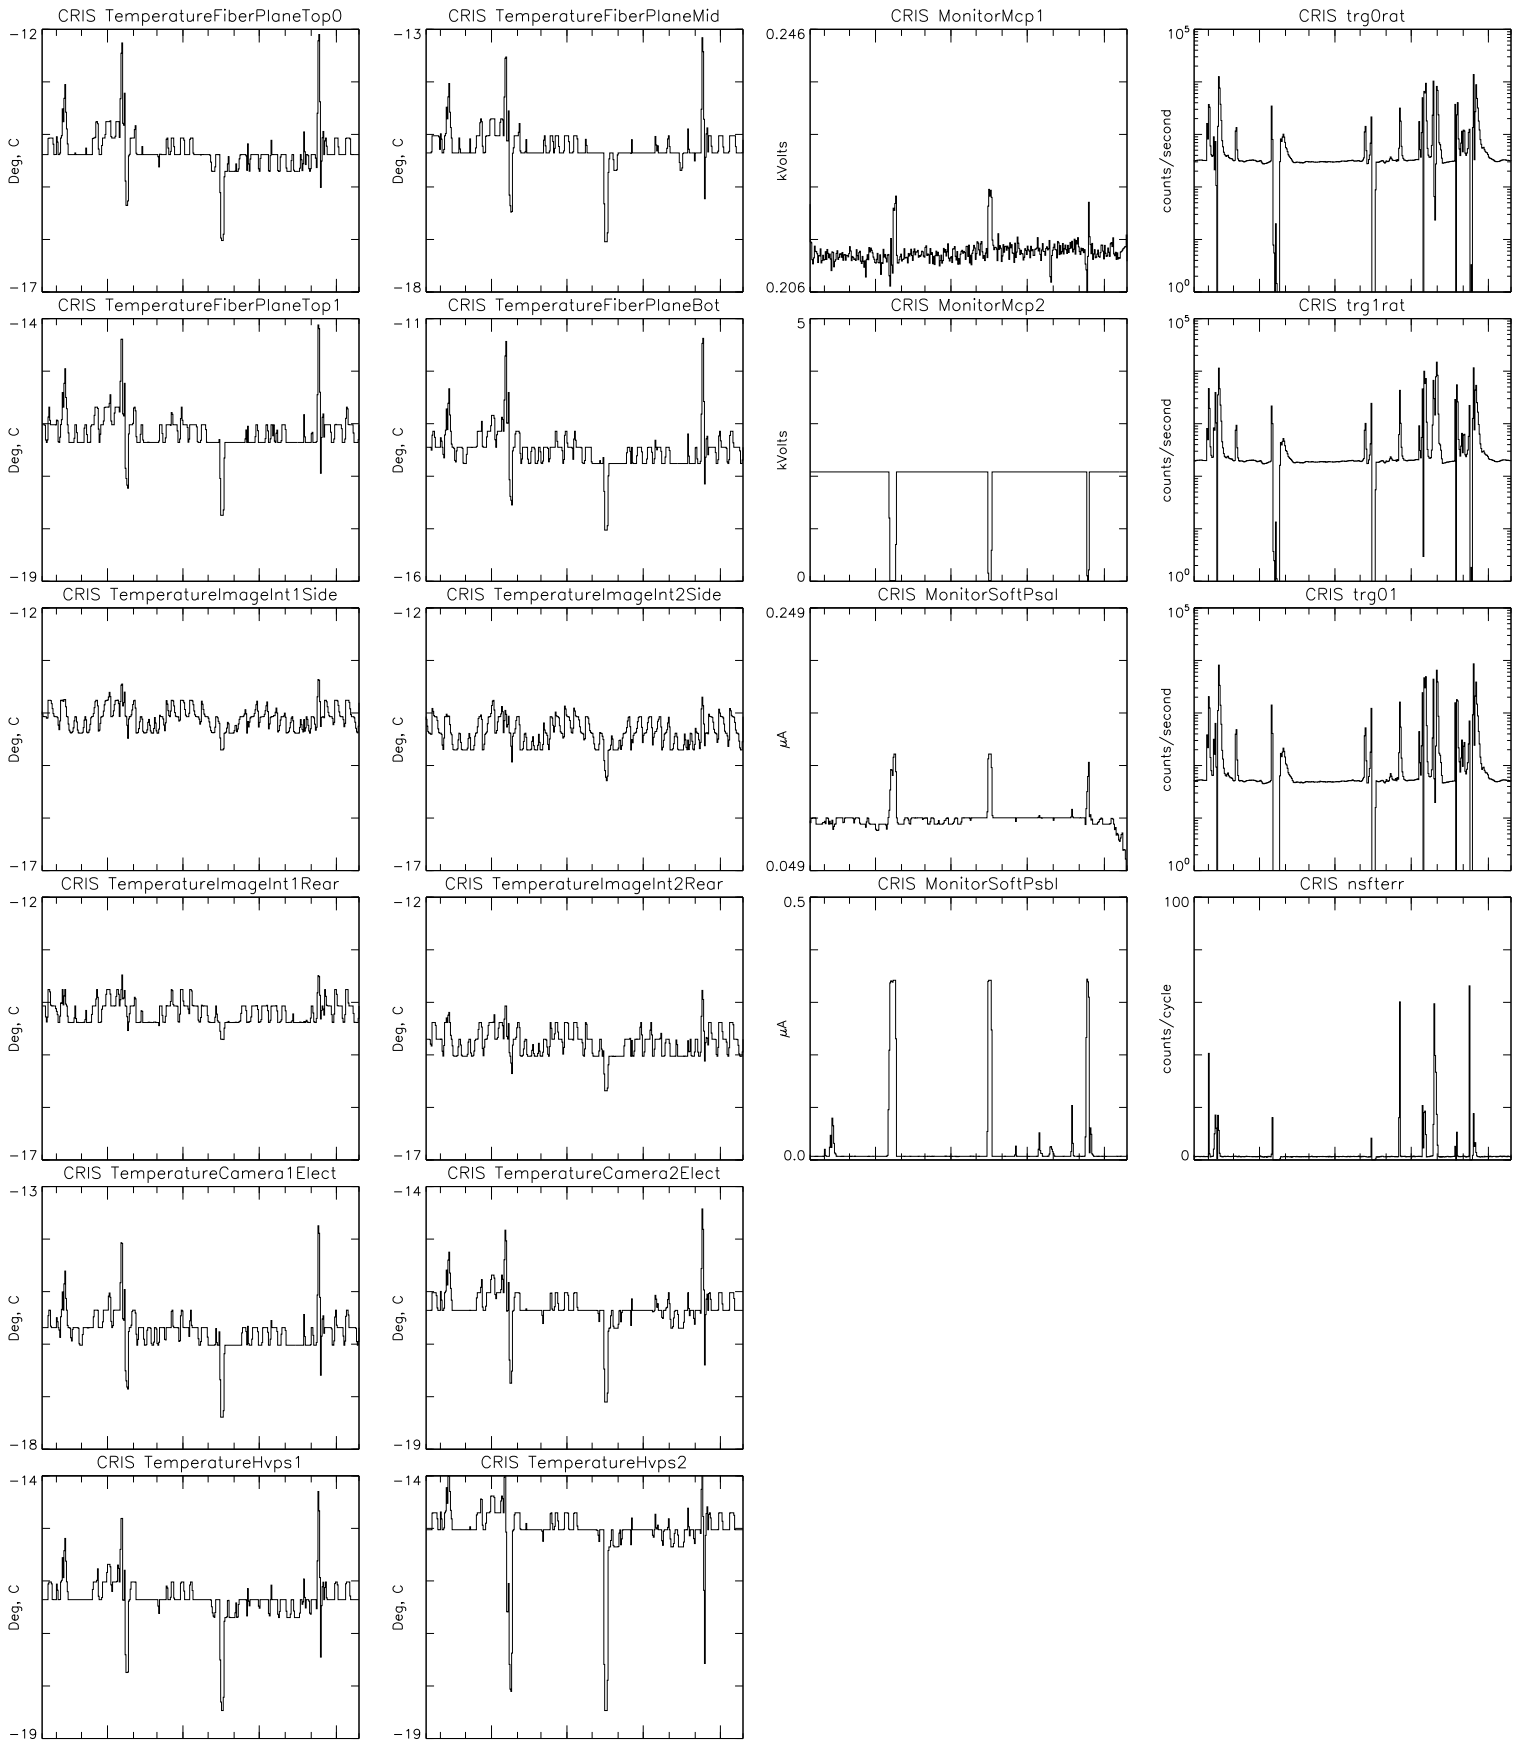 CRIS TemperatureFiberPlaneTop0
-12
Deg, C
-17
CRIS TemperatureFiberPlaneMid
-13
Deg, C
-18
CRIS MonitorMcp1
0.246
kVolts
0.206
CRIS trg0rat
10^5
counts/second
10^0
CRIS TemperatureFiberPlaneTop1
-14
Deg, C
-19
CRIS TemperatureFiberPlaneBot
-11
Deg, C
-16
CRIS MonitorMcp2
5
kVolts
0
CRIS trg1rat
10^5
counts/second
10^0
CRIS TemperatureImageInt1Side
-12
Deg, C
-17
CRIS TemperatureImageInt2Side
-12
Deg, C
-17
CRIS MonitorSoftPsaI
0.249
μA
0.049
CRIS trg01
10^5
counts/second
10^0
CRIS TemperatureImageInt1Rear
-12
Deg, C
-17
CRIS TemperatureImageInt2Rear
-12
Deg, C
-17
CRIS MonitorSoftPsbI
0.5
μA
0.0
CRIS nsfterr
100
counts/cycle
0
CRIS TemperatureCamera1Elect
-13
Deg, C
-18
CRIS TemperatureCamera2Elect
-14
Deg, C
-19
CRIS TemperatureHvps1
-14
Deg, C
-19
CRIS TemperatureHvps2
-14
Deg, C
-19